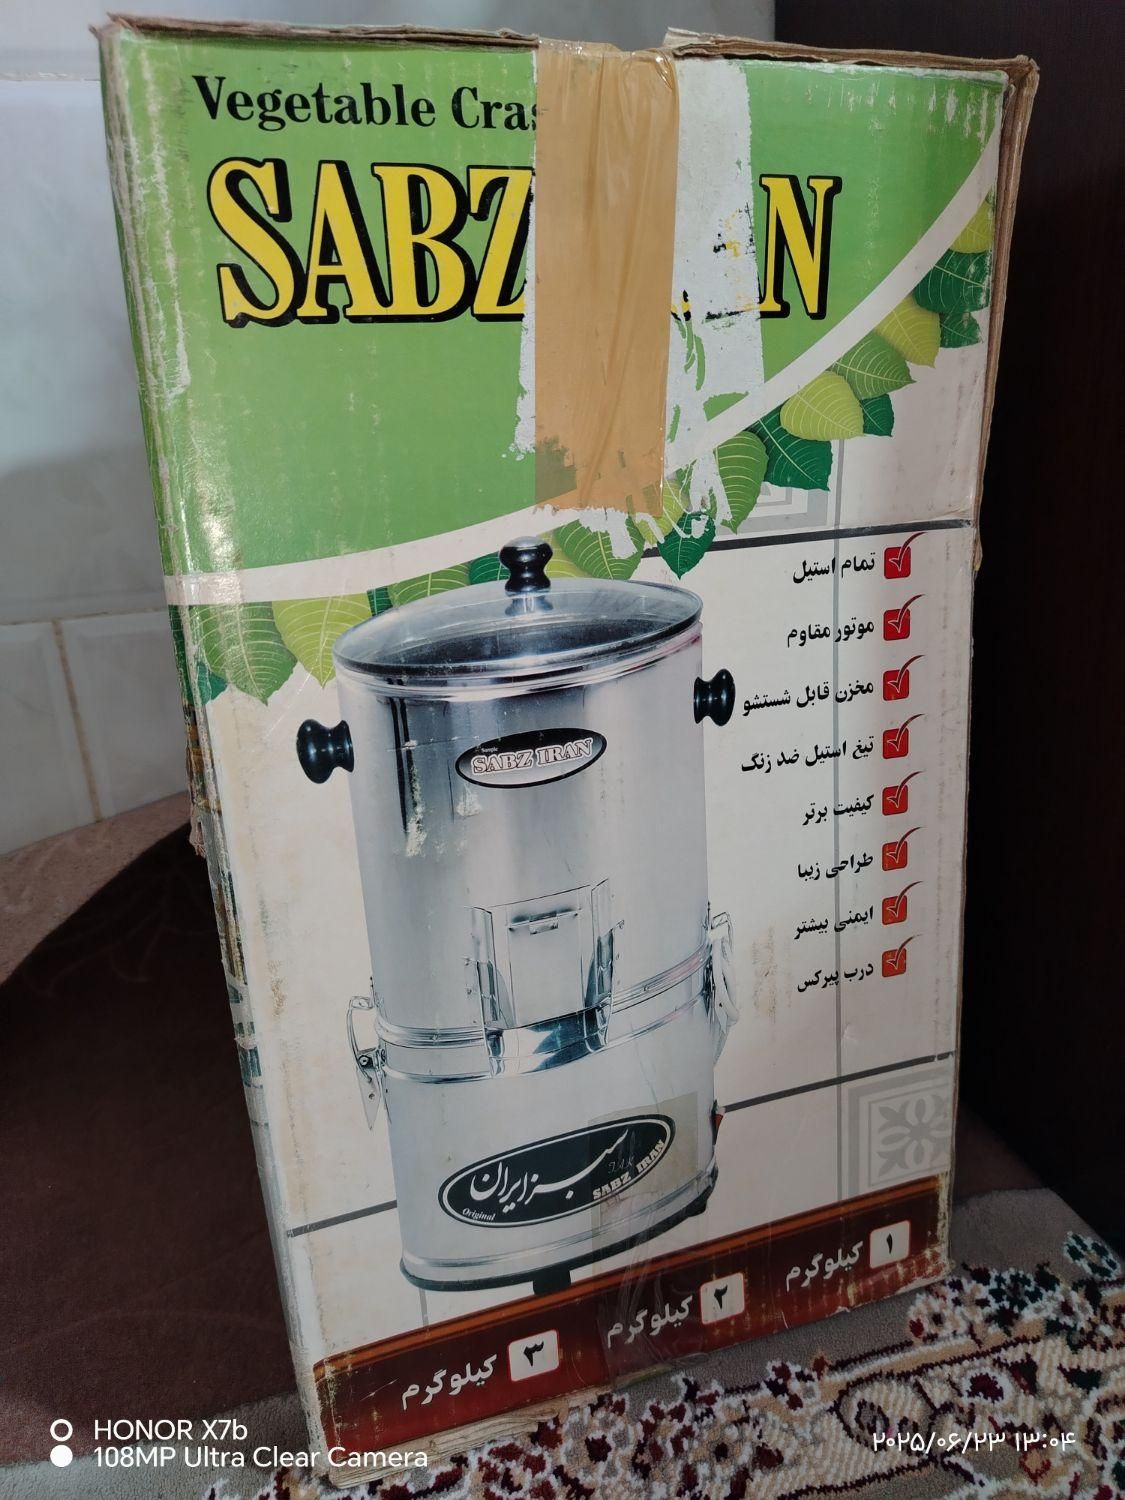 Vegetable Cras
SABZ
AN
تمام استیل
موتور مقاوم
مخزن قابل شستشو
تیغ استیل ضد زنگ
کیفیت برتر
طراحی زیبا
ایمنی بیشتر
درب پیرکس
Sample
SABZ IRAN
سبز ایران
SABZ IRAN
Original
۱ کیلوگرم
۲ کیلوگرم
۳ کیلوگرم
HONOR X7b
108MP Ultra Clear Camera
۲۰۲۵/۰۶/۲۳ ۱۳:۰۴